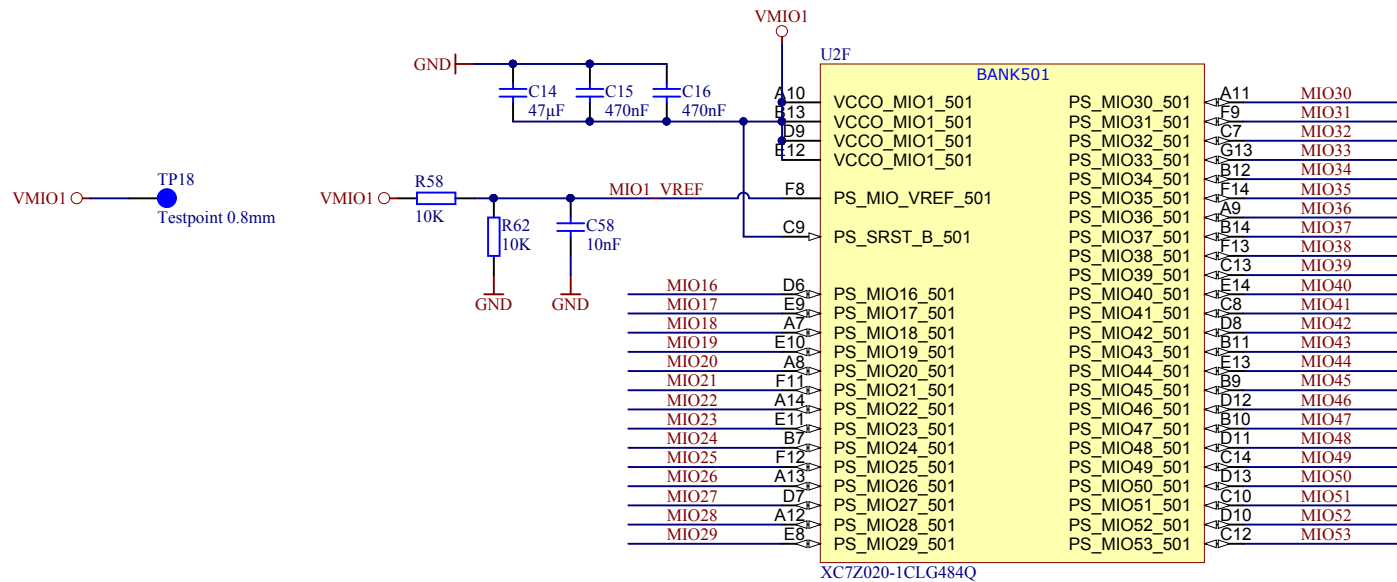 VMIO1
U2F
BANK501
GND
C14
47µF
C15
470nF
C16
470nF
A10 VCCO_MIO1_501
B13 VCCO_MIO1_501
D9 VCCO_MIO1_501
E12 VCCO_MIO1_501
F8 PS_MIO_VREF_501
C9 PS_SRST_B_501
VMIO1
TP18
Testpoint 0.8mm
VMIO1
R58
10K
MIO1_VREF
R62
10K
C58
10nF
GND
GND
MIO16 D6 PS_MIO16_501
MIO17 E9 PS_MIO17_501
MIO18 A7 PS_MIO18_501
MIO19 E10 PS_MIO19_501
MIO20 A8 PS_MIO20_501
MIO21 F11 PS_MIO21_501
MIO22 A14 PS_MIO22_501
MIO23 E11 PS_MIO23_501
MIO24 B7 PS_MIO24_501
MIO25 F12 PS_MIO25_501
MIO26 A13 PS_MIO26_501
MIO27 D7 PS_MIO27_501
MIO28 A12 PS_MIO28_501
MIO29 E8 PS_MIO29_501
PS_MIO30_501 A11 MIO30
PS_MIO31_501 F9 MIO31
PS_MIO32_501 C7 MIO32
PS_MIO33_501 G13 MIO33
PS_MIO34_501 B12 MIO34
PS_MIO35_501 F14 MIO35
PS_MIO36_501 A9 MIO36
PS_MIO37_501 B14 MIO37
PS_MIO38_501 F13 MIO38
PS_MIO39_501 C13 MIO39
PS_MIO40_501 E14 MIO40
PS_MIO41_501 C8 MIO41
PS_MIO42_501 D8 MIO42
PS_MIO43_501 B11 MIO43
PS_MIO44_501 E13 MIO44
PS_MIO45_501 B9 MIO45
PS_MIO46_501 D12 MIO46
PS_MIO47_501 B10 MIO47
PS_MIO48_501 D11 MIO48
PS_MIO49_501 C14 MIO49
PS_MIO50_501 D13 MIO50
PS_MIO51_501 C10 MIO51
PS_MIO52_501 D10 MIO52
PS_MIO53_501 C12 MIO53
XC7Z020-1CLG484Q